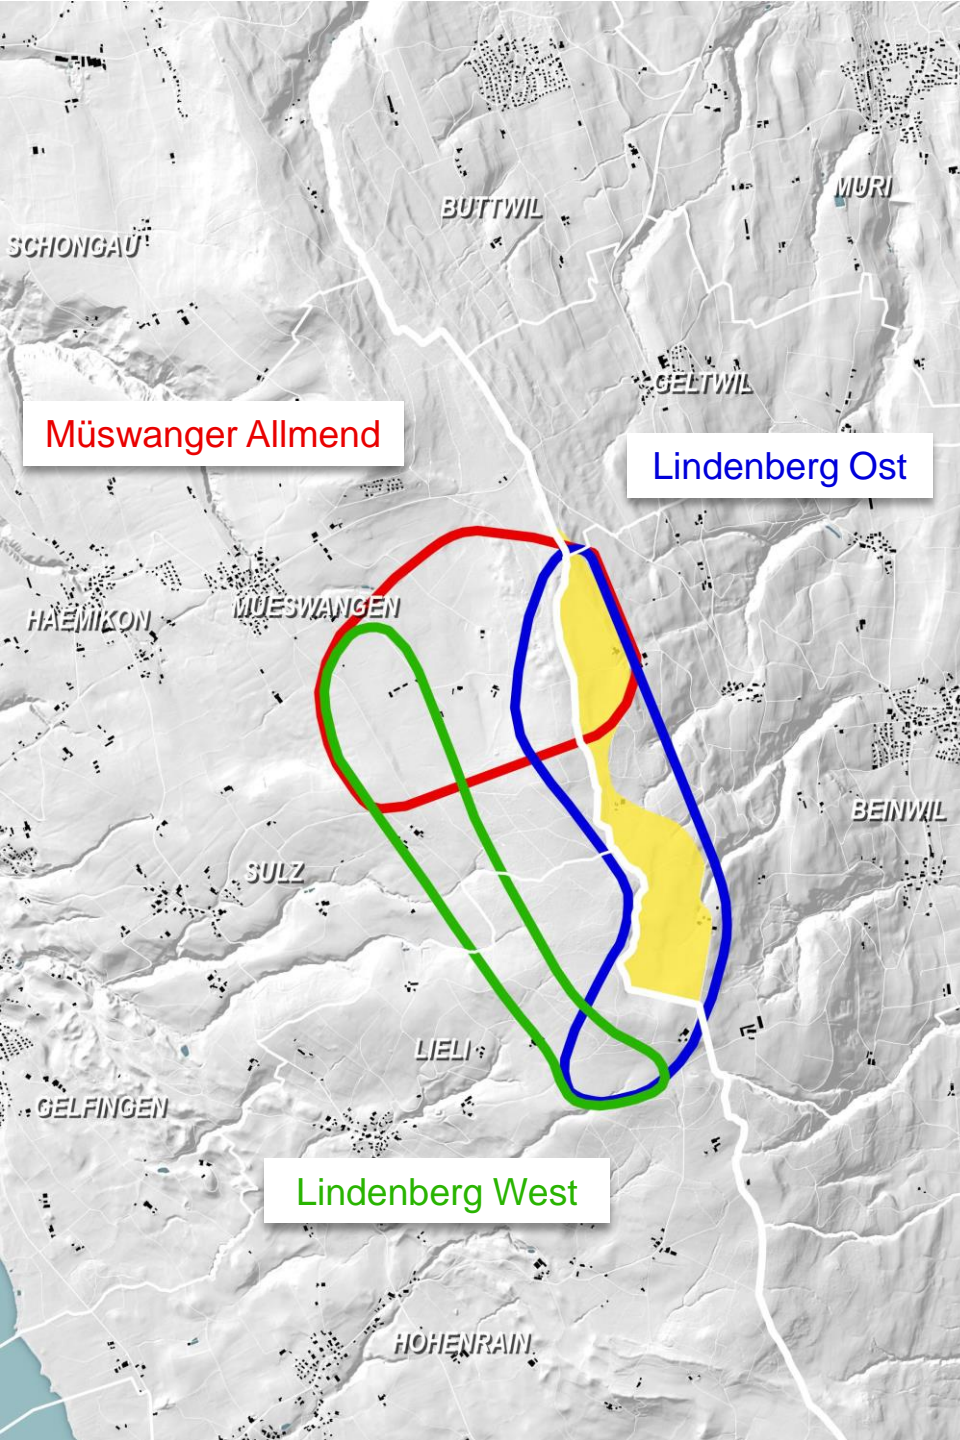 MURI
BUTTWIL
SCHONGAU
GELTWIL
Müswanger Allmend
Lindenberg Ost
MUESWANGEN
HAEMIKON
BEINWIL
SULZ
LIELI
GELFINGEN
Lindenberg West
HOHENRAIN